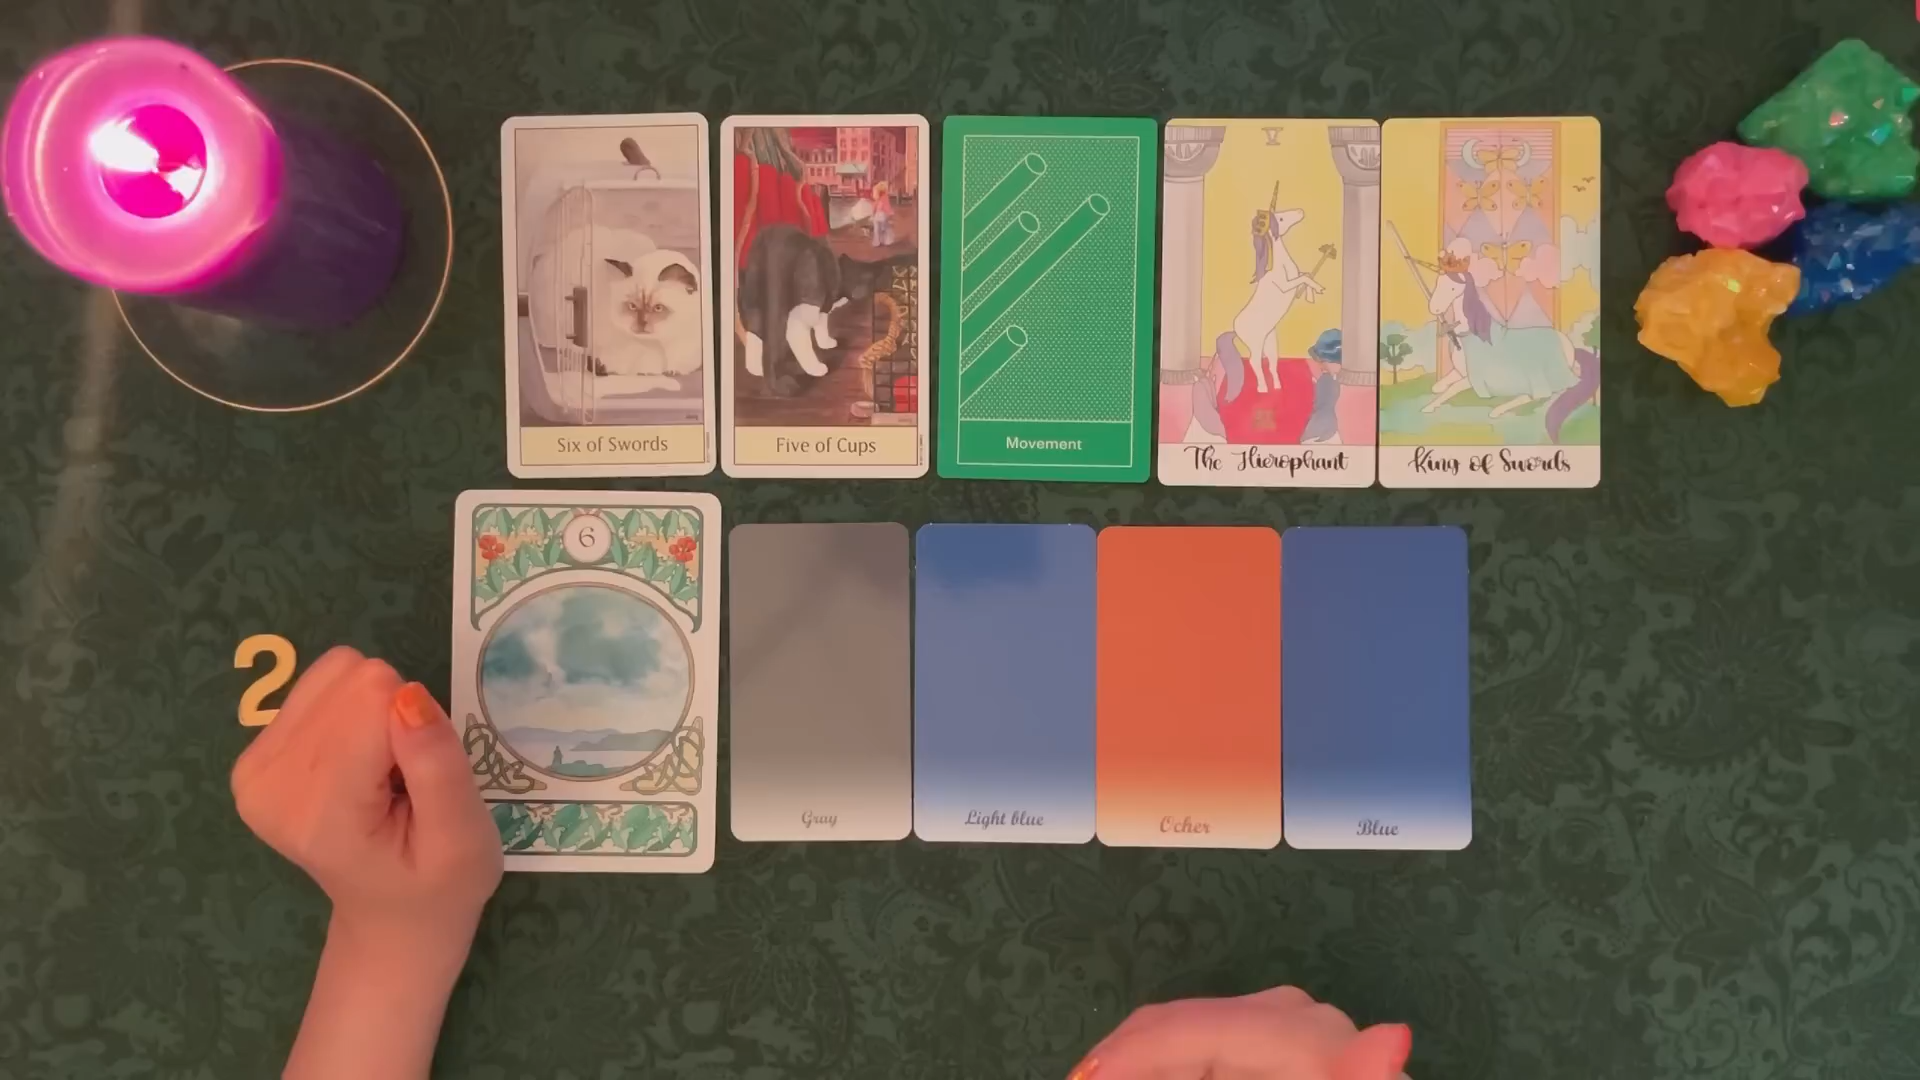 Six of Swords
Five of Cups
Movement
V
The Hierophant
King of Swords
6
2
Gray
Light blue
Ocher
Blue